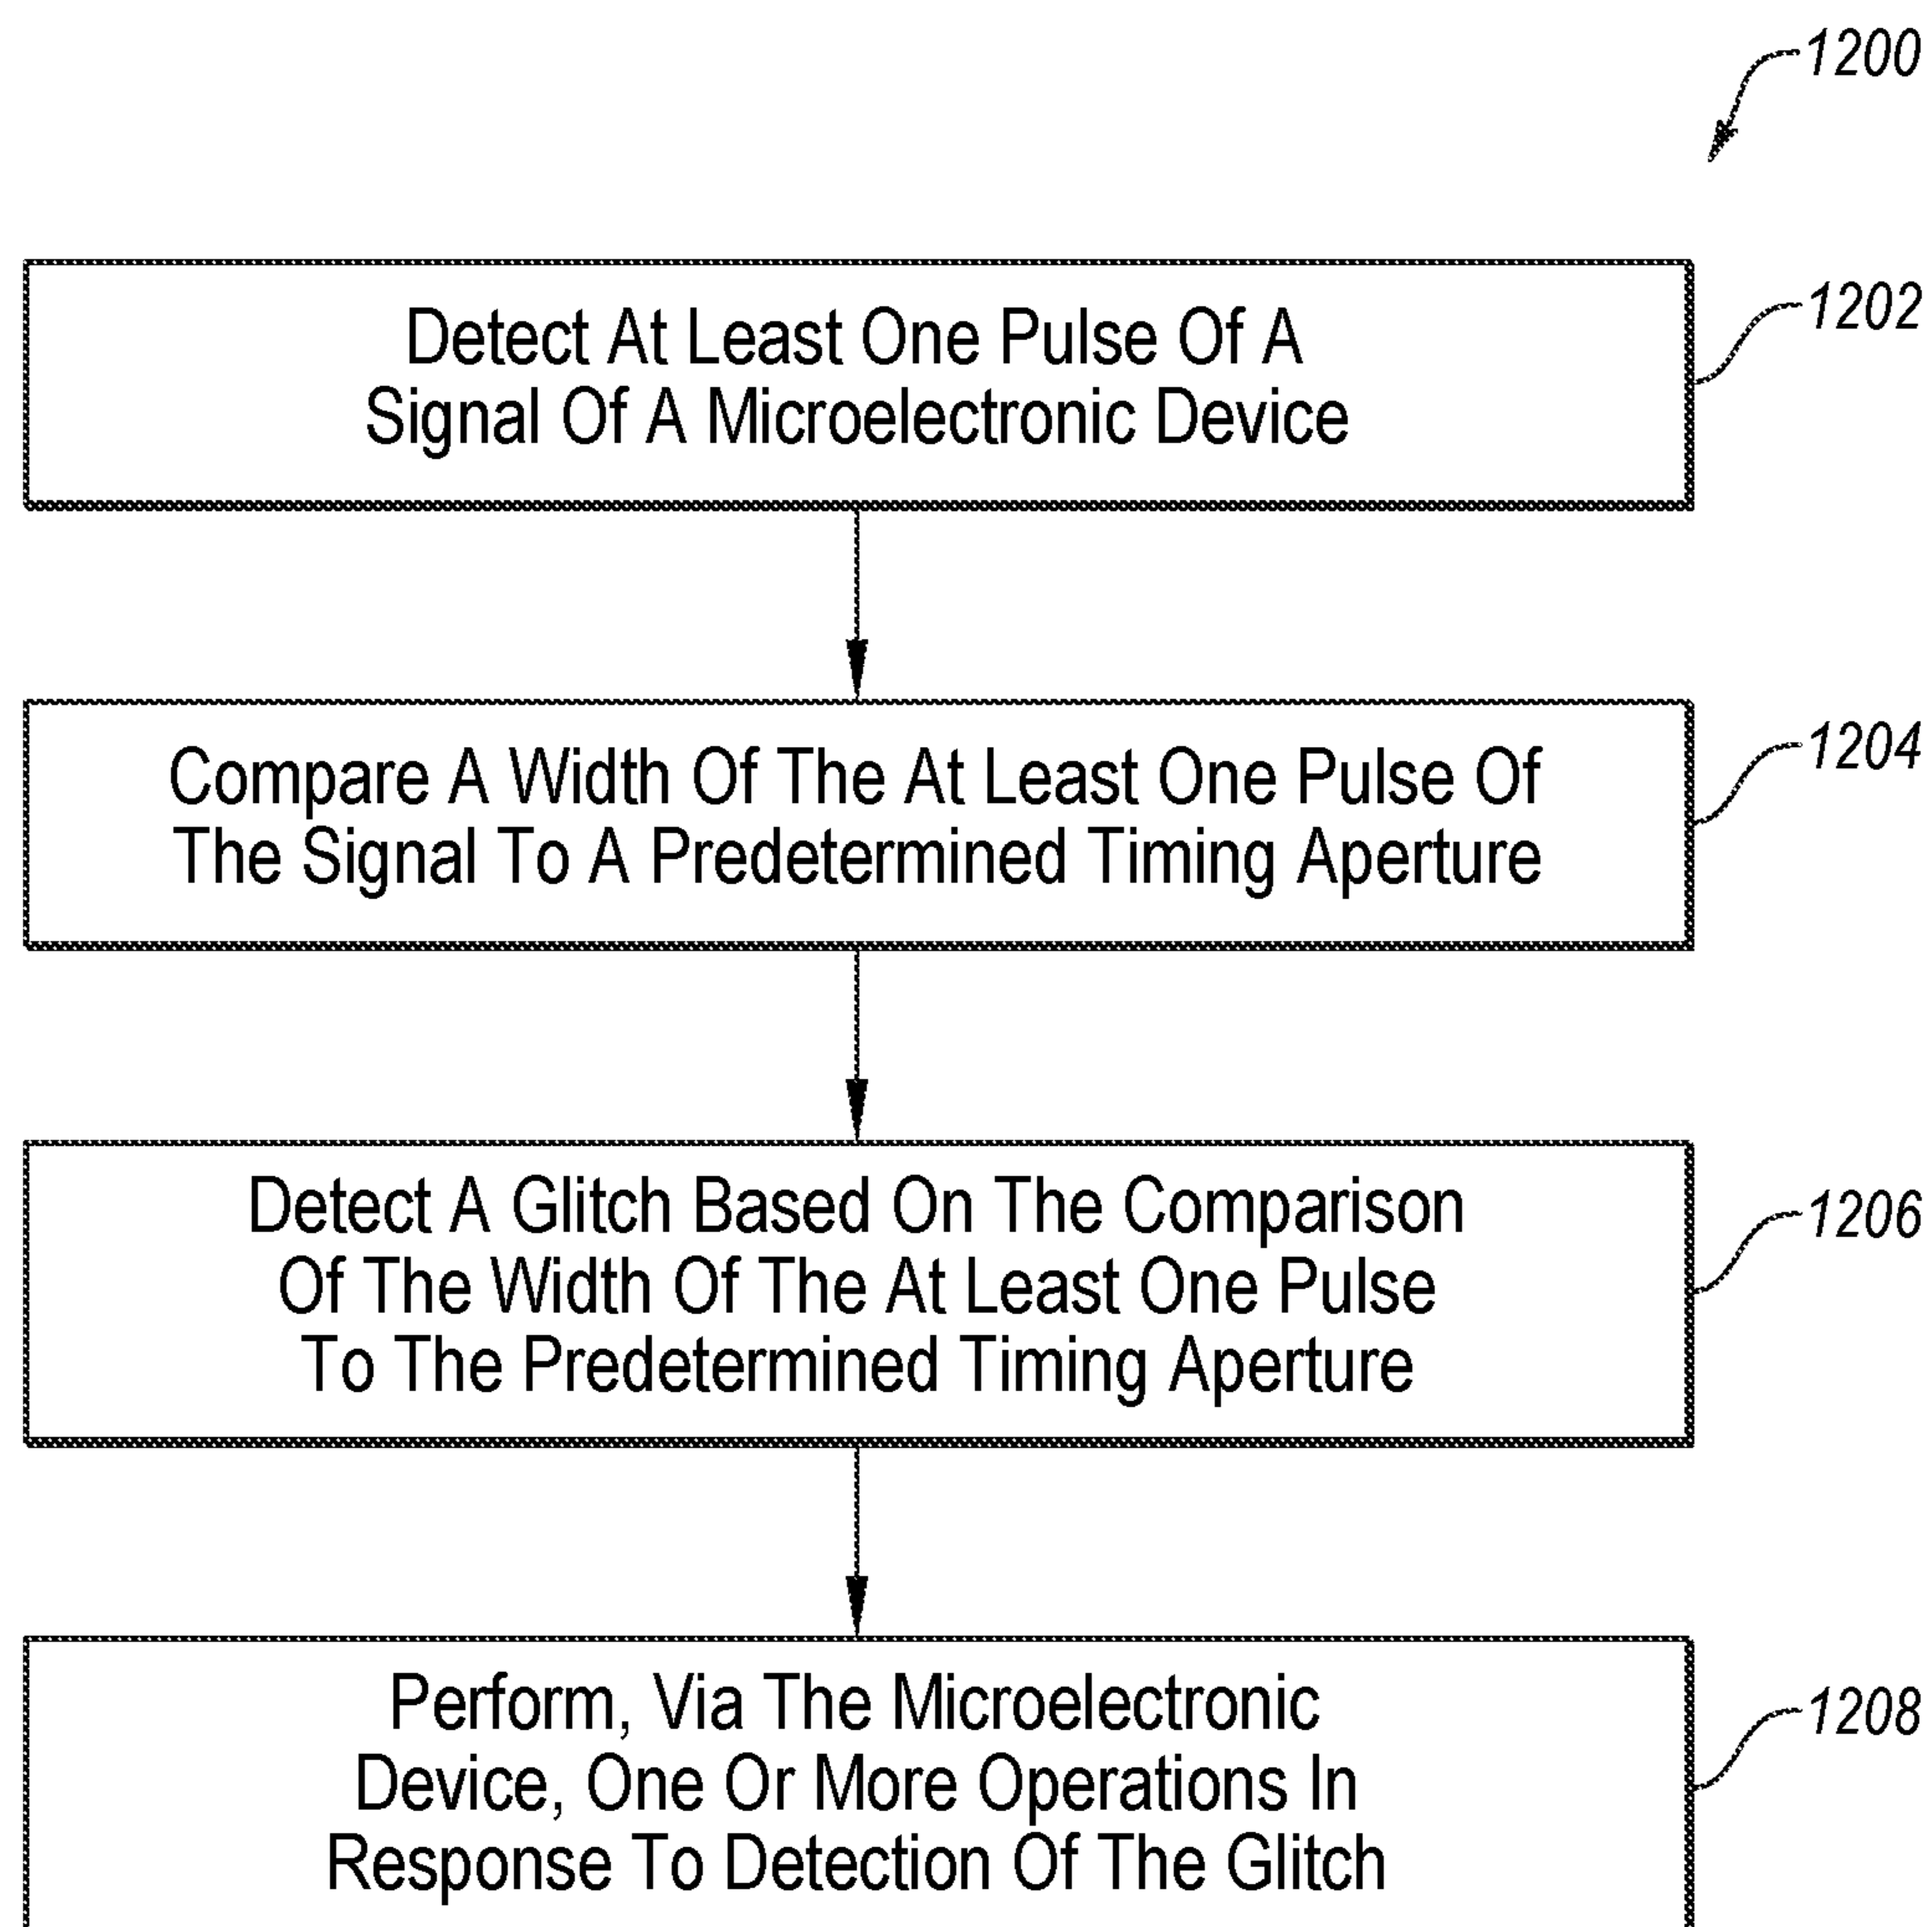 1200
Detect At Least One Pulse Of A
Signal Of A Microelectronic Device
1202
Compare A Width Of The At Least One Pulse Of
The Signal To A Predetermined Timing Aperture
1204
Detect A Glitch Based On The Comparison
Of The Width Of The At Least One Pulse
To The Predetermined Timing Aperture
1206
Perform, Via The Microelectronic
Device, One Or More Operations In
Response To Detection Of The Glitch
1208